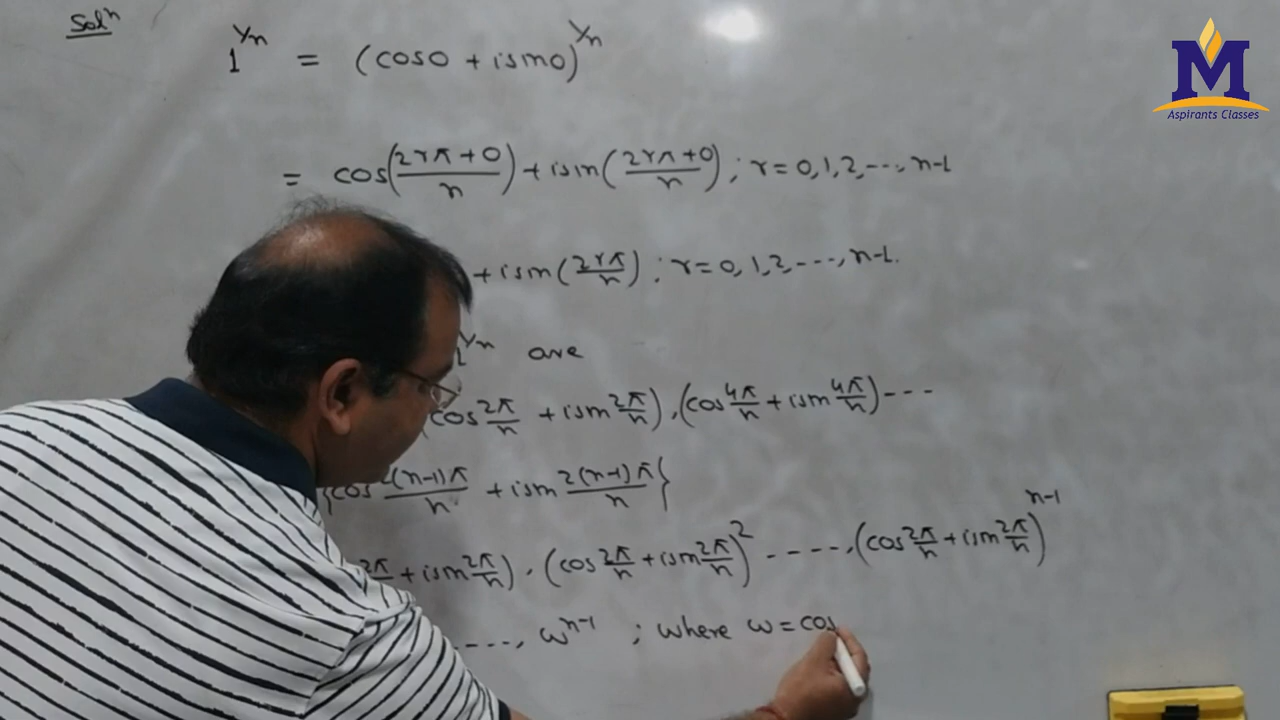 Solⁿ
1^{1/n} = (cos0 + isin0)^{1/n}
M
Aspirants Classes
= cos((2rπ+0)/n) + isin((2rπ+0)/n) ; r = 0, 1, 2, ---, n-1
+ isin(2rπ/n) ; r = 0, 1, 2, ----, n-1.
1^{1/n} are
(cos 2π/n + isin 2π/n), (cos 4π/n + isin 4π/n) ---
{cos 2(n-1)π/n + isin 2(n-1)π/n}
2π/n + isin 2π/n), (cos 2π/n + isin 2π/n)² ----, (cos 2π/n + isin 2π/n)^{n-1}
---, ω^{n-1} ; where ω = cos